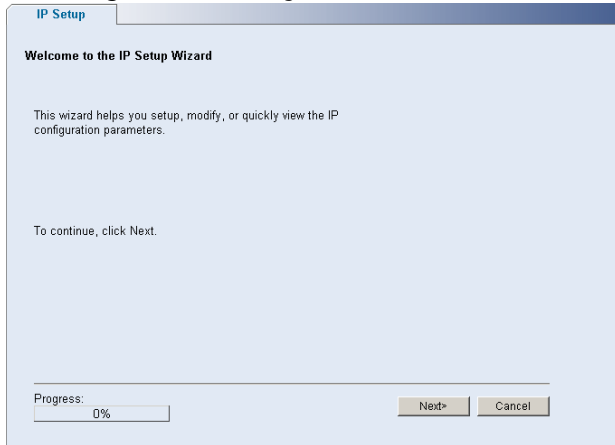 IP Setup
Welcome to the IP Setup Wizard
This wizard helps you setup, modify, or quickly view the IP
configuration parameters.
To continue, click Next.
Progress:
0%
Next»
Cancel